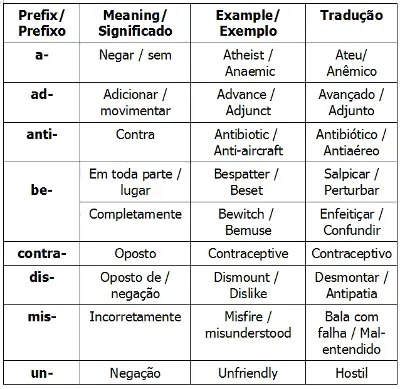 Prefix/ Meaning/ Example/ Tradução
Prefixo Significado Exemplo
a- Negar / sem Atheist / Ateu/
Anaemic Anêmico
ad- Adicionar / Advance / Avançado /
movimentar Adjunct Adjunto
anti- Contra Antibiotic / Antibiótico /
Anti-aircraft Antiaéreo
be- Em toda parte / Bespatter / Salpicar /
lugar Beset Perturbar
Completamente Bewitch / Enfeitiçar /
Bemuse Confundir
contra- Oposto Contraceptive Contraceptivo
dis- Oposto de / Dismount / Desmontar /
negação Dislike Antipatia
mis- Incorretamente Misfire / Bala com
misunderstood falha / Mal-
entendido
un- Negação Unfriendly Hostil